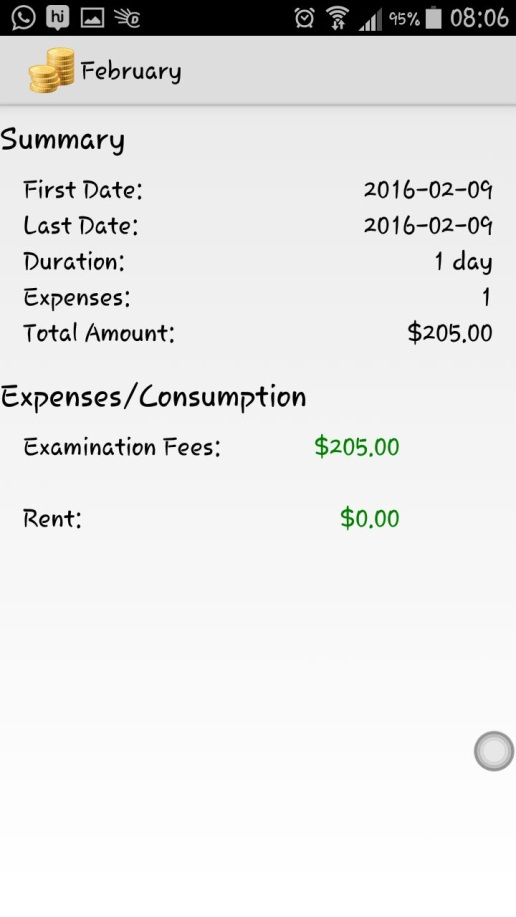 hi 95% 08:06
February
Summary
First Date: 2016-02-09
Last Date: 2016-02-09
Duration: 1 day
Expenses: 1
Total Amount: $205.00
Expenses/Consumption
Examination Fees: $205.00
Rent: $0.00